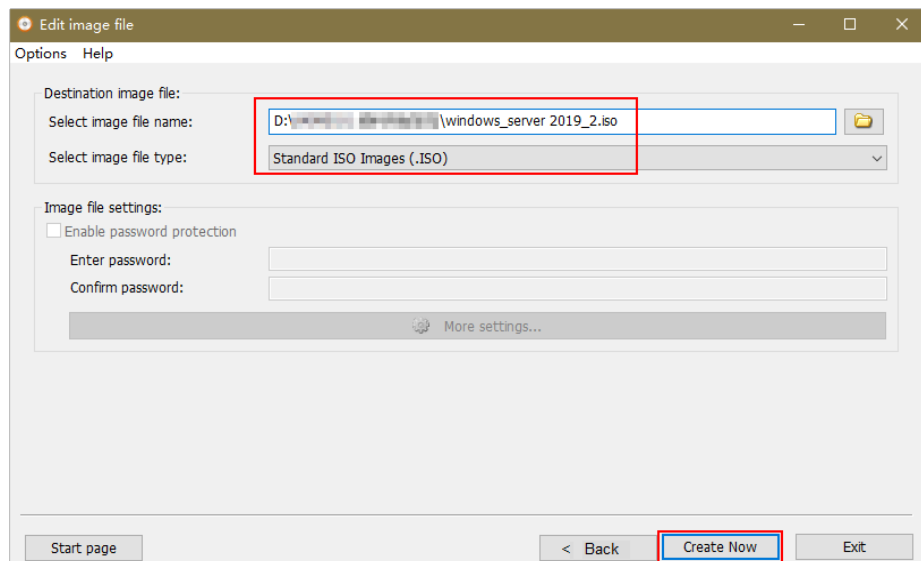 Edit image file
Options Help
Destination image file:
Select image file name: D:\ \windows_server 2019_2.iso
Select image file type: Standard ISO Images (.ISO)
Image file settings:
Enable password protection
Enter password:
Confirm password:
More settings...
Start page < Back Create Now Exit